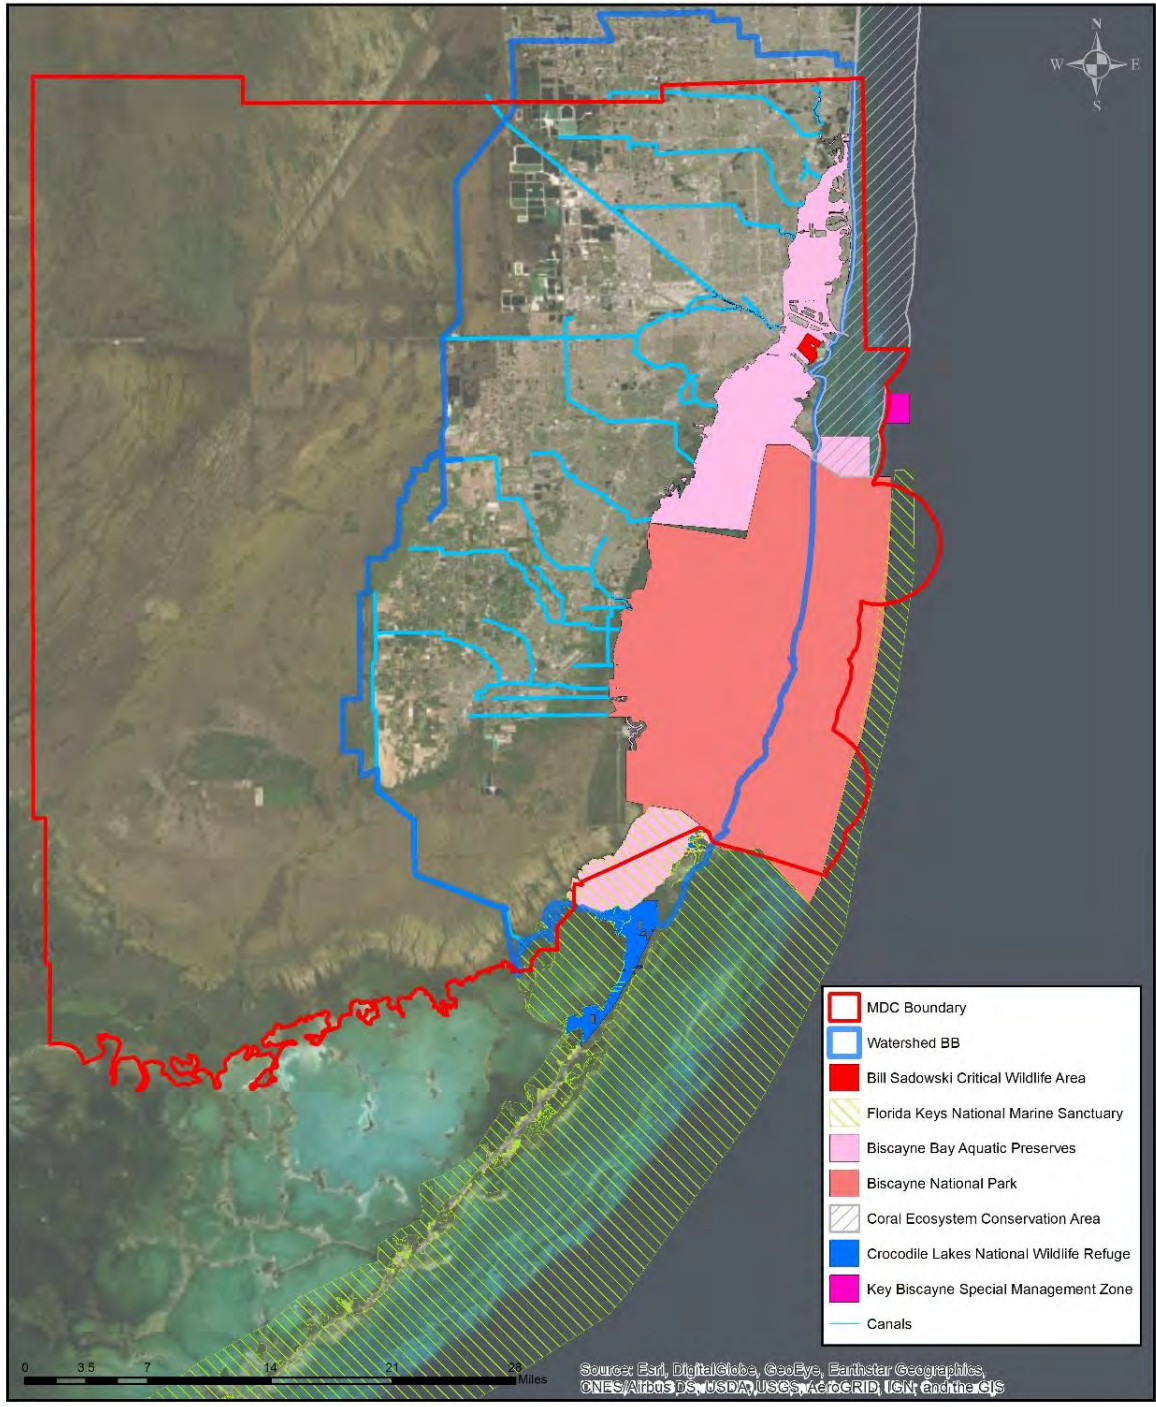 N
W E
S
MDC Boundary
Watershed BB
Bill Sadowski Critical Wildlife Area
Florida Keys National Marine Sanctuary
Biscayne Bay Aquatic Preserves
Biscayne National Park
Coral Ecosystem Conservation Area
Crocodile Lakes National Wildlife Refuge
Key Biscayne Special Management Zone
Canals
0 3.5 7 14 21 28
Miles
Source: Esri, DigitalGlobe, GeoEye, Earthstar Geographics,
CNES/Airbus DS, USDA, USGS, AeroGRID, IGN, and the GIS